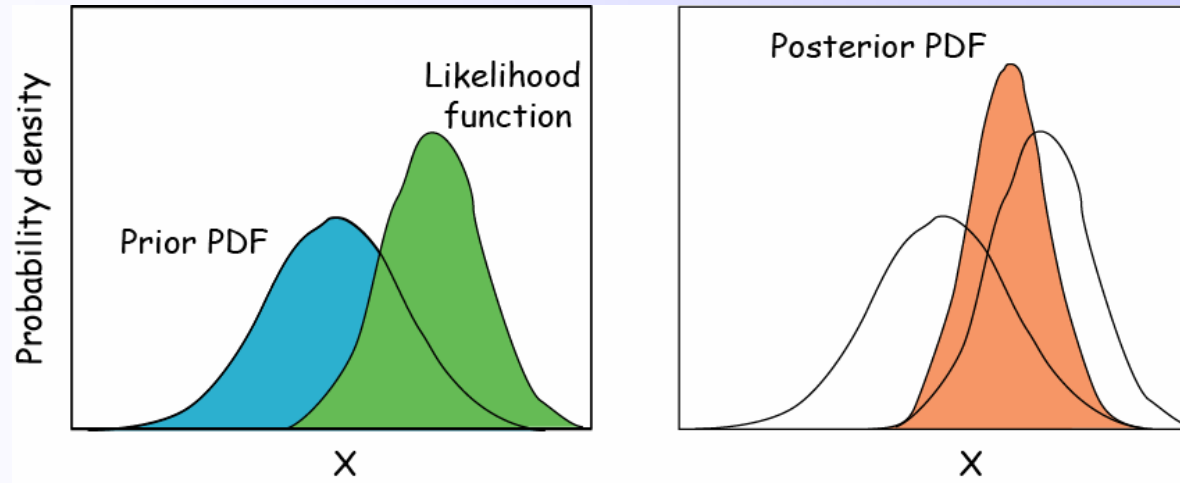 Probability density
Prior PDF
Likelihood
function
X
Posterior PDF
X